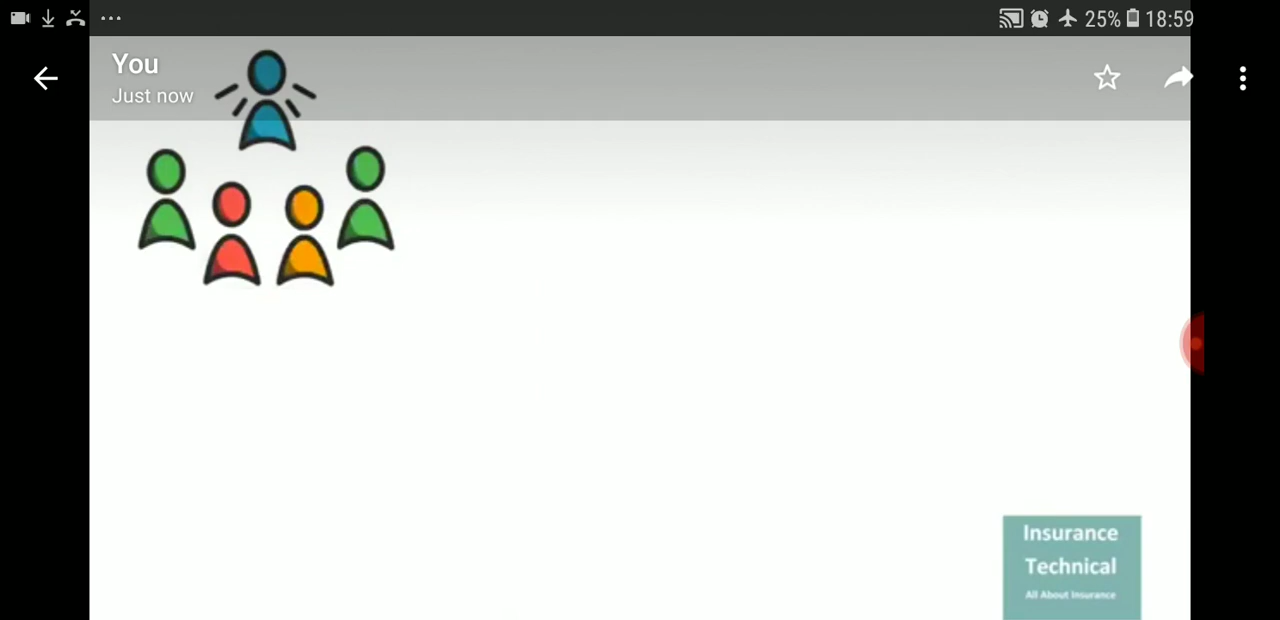 25% 18:59
You
Just now
Insurance
Technical
All About Insurance